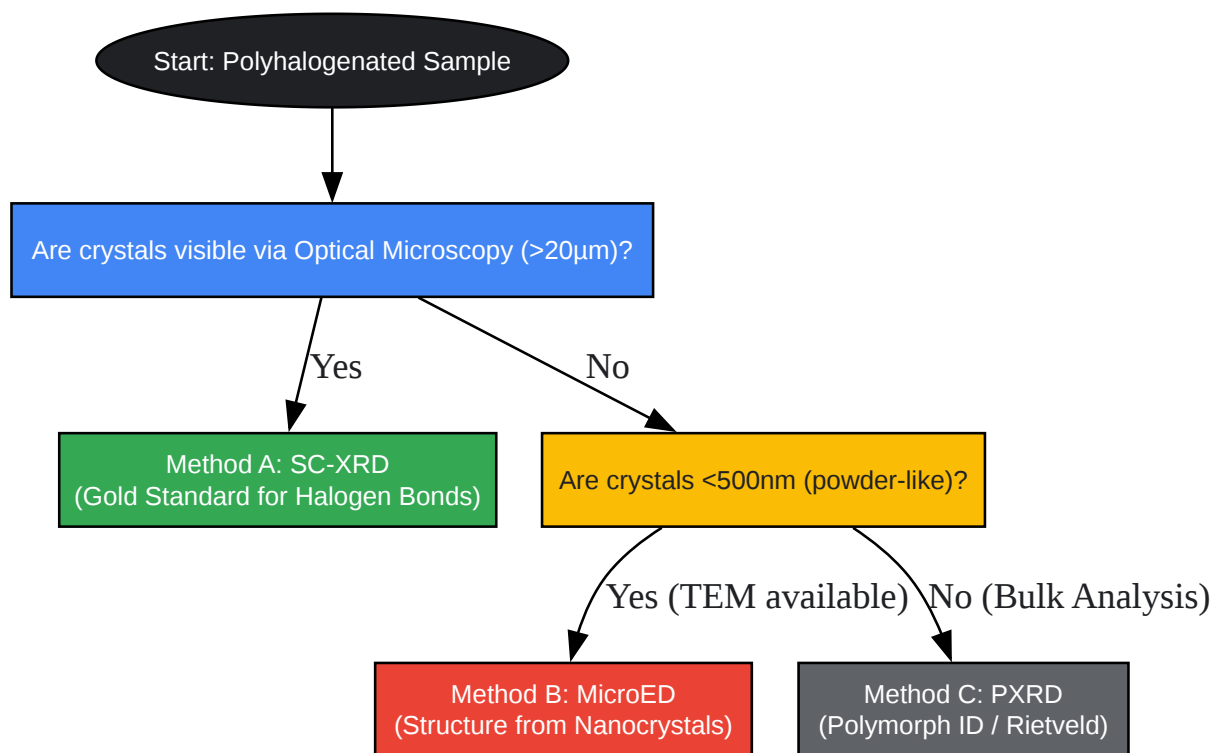 Start: Polyhalogenated Sample
Are crystals visible via Optical Microscopy (>20µm)?
Yes
No
Method A: SC-XRD
(Gold Standard for Halogen Bonds)
Are crystals <500nm (powder-like)?
Yes (TEM available)
No (Bulk Analysis)
Method B: MicroED
(Structure from Nanocrystals)
Method C: PXRD
(Polymorph ID / Rietveld)